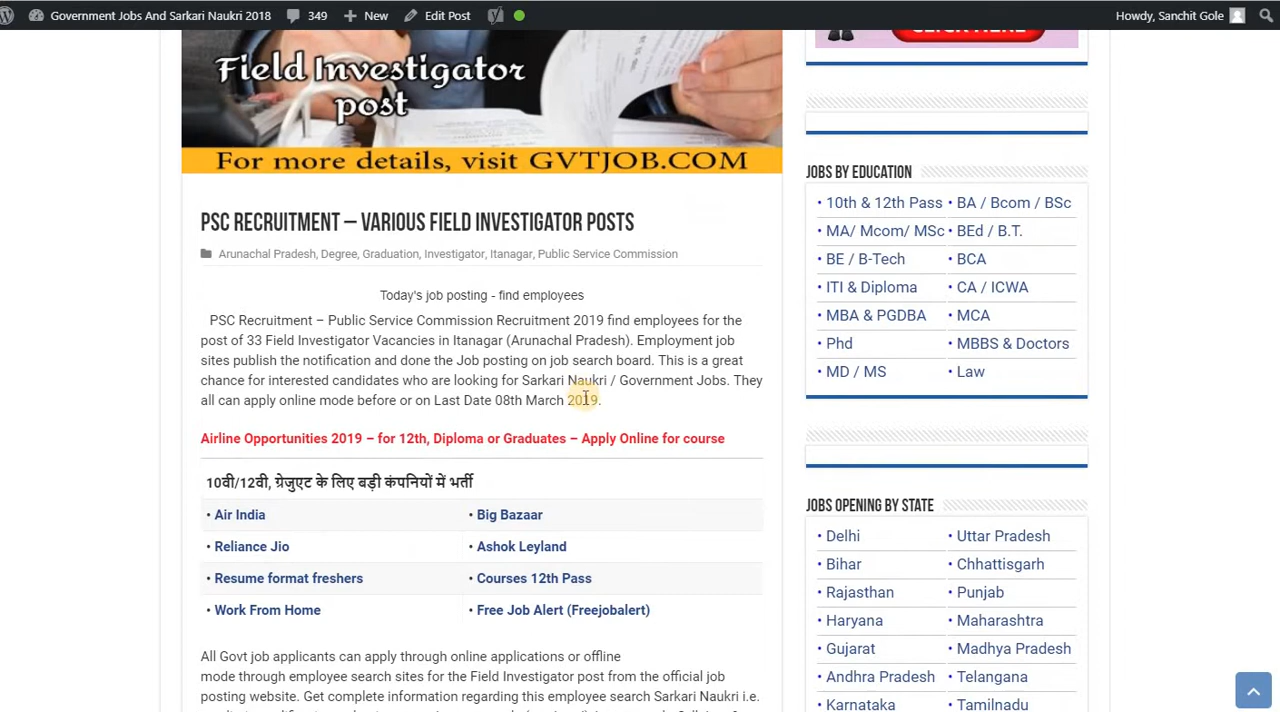 Government Jobs And Sarkari Naukri 2018 349 New Edit Post Howdy, Sanchit Gole
Field Investigator
post
For more details, visit GVTJOB.COM
PSC RECRUITMENT – VARIOUS FIELD INVESTIGATOR POSTS
Arunachal Pradesh, Degree, Graduation, Investigator, Itanagar, Public Service Commission
Today's job posting - find employees
PSC Recruitment – Public Service Commission Recruitment 2019 find employees for the
post of 33 Field Investigator Vacancies in Itanagar (Arunachal Pradesh). Employment job
sites publish the notification and done the Job posting on job search board. This is a great
chance for interested candidates who are looking for Sarkari Naukri / Government Jobs. They
all can apply online mode before or on Last Date 08th March 2019.
Airline Opportunities 2019 – for 12th, Diploma or Graduates – Apply Online for course
10वी/12वी, ग्रेजुएट के लिए बड़ी कंपनियों में भर्ती
• Air India • Big Bazaar
• Reliance Jio • Ashok Leyland
• Resume format freshers • Courses 12th Pass
• Work From Home • Free Job Alert (Freejobalert)
All Govt job applicants can apply through online applications or offline
mode through employee search sites for the Field Investigator post from the official job
posting website. Get complete information regarding this employee search Sarkari Naukri i.e.
CLICK HERE
JOBS BY EDUCATION
• 10th & 12th Pass • BA / Bcom / BSc
• MA/ Mcom/ MSc • BEd / B.T.
• BE / B-Tech • BCA
• ITI & Diploma • CA / ICWA
• MBA & PGDBA • MCA
• Phd • MBBS & Doctors
• MD / MS • Law
JOBS OPENING BY STATE
• Delhi • Uttar Pradesh
• Bihar • Chhattisgarh
• Rajasthan • Punjab
• Haryana • Maharashtra
• Gujarat • Madhya Pradesh
• Andhra Pradesh • Telangana
• Karnataka • Tamilnadu